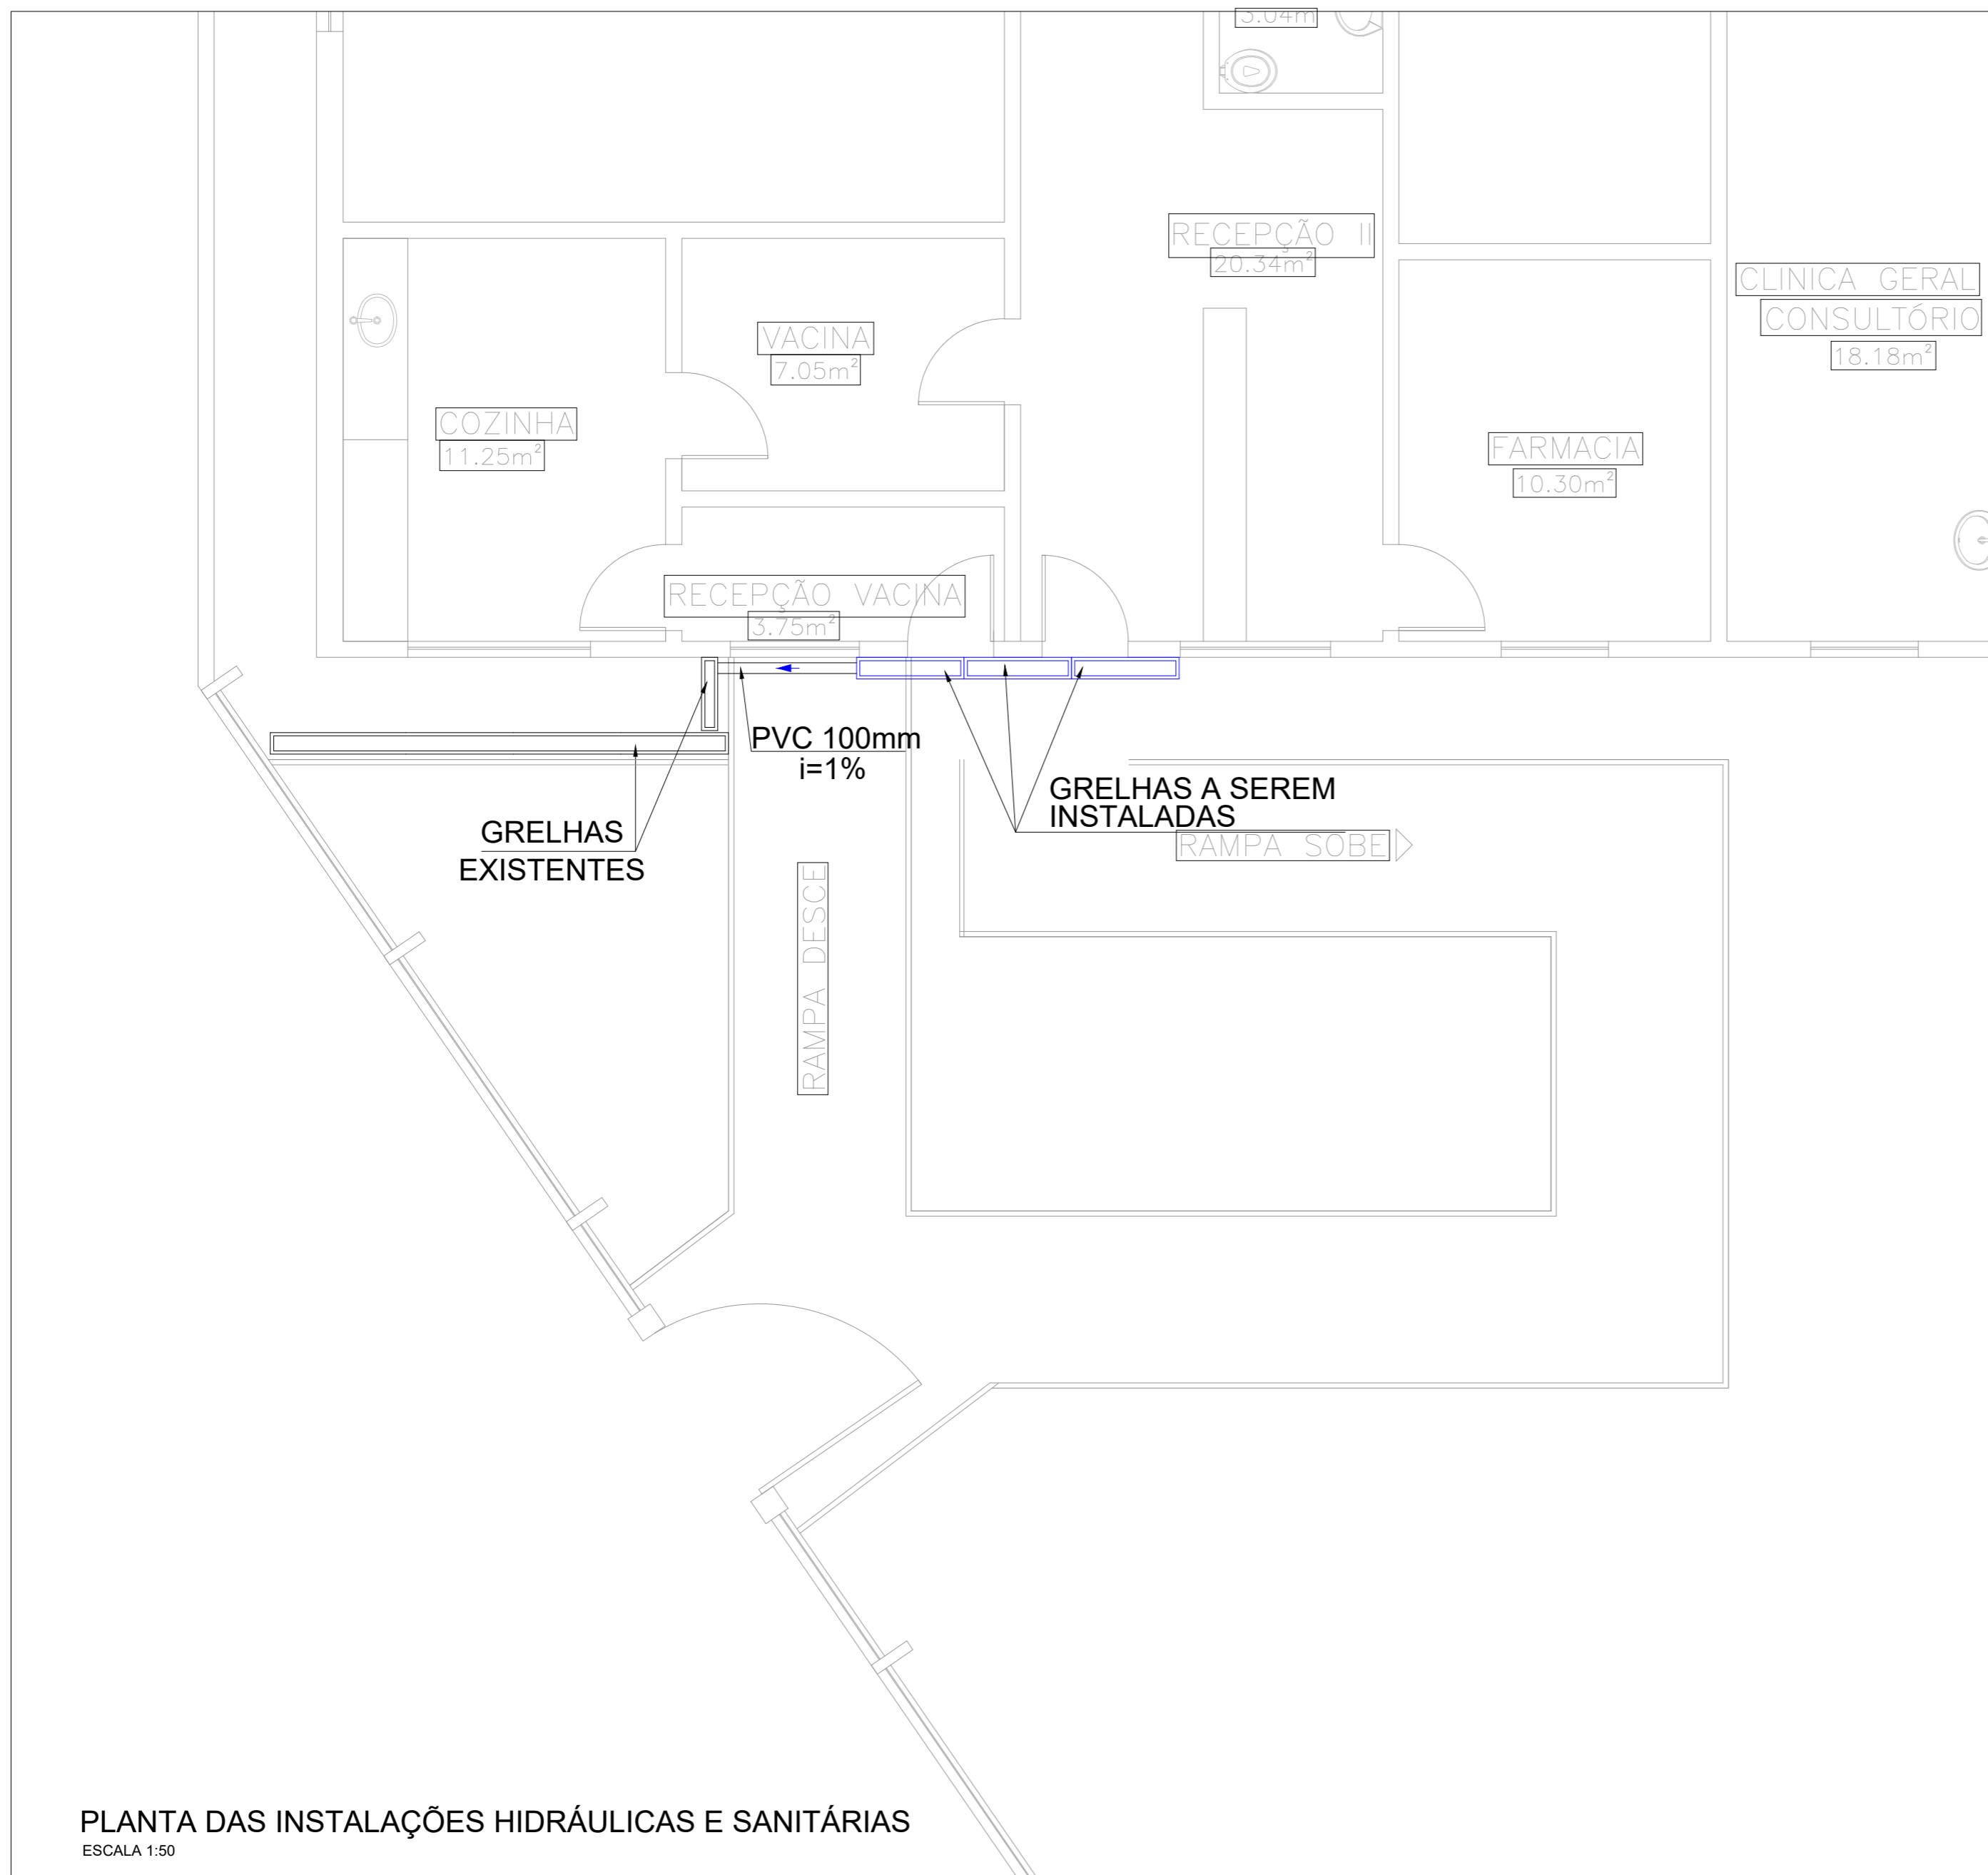 3.04m
RECEPÇÃO II
20.34m²
CLINICA GERAL
CONSULTÓRIO
18.18m²
VACINA
7.05m²
COZINHA
11.25m²
FARMACIA
10.30m²
RECEPÇÃO VACINA
3.75m²
PVC 100mm
i=1%
GRELHAS A SEREM
INSTALADAS
RAMPA SOBE
GRELHAS
EXISTENTES
RAMPA DESCE
PLANTA DAS INSTALAÇÕES HIDRÁULICAS E SANITÁRIAS
ESCALA 1:50